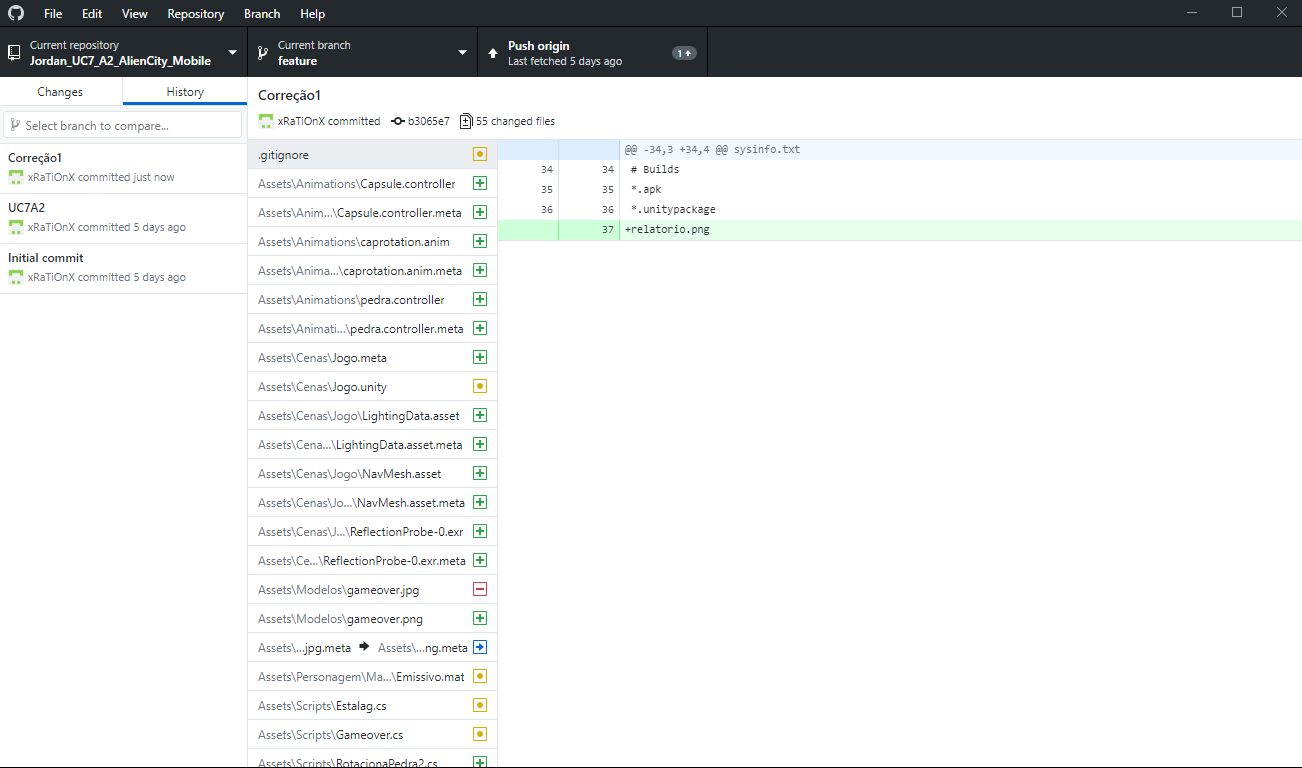 File Edit View Repository Branch Help
Current repository
Jordan_UC7_A2_AlienCity_Mobile
Current branch
feature
Push origin
Last fetched 5 days ago
1
Changes History
Select branch to compare...
Correção1
xRaTiOnX committed just now
UC7A2
xRaTiOnX committed 5 days ago
Initial commit
xRaTiOnX committed 5 days ago
Correção1
xRaTiOnX committed b3065e7 55 changed files
.gitignore
Assets\Animations\Capsule.controller
Assets\Anim...\Capsule.controller.meta
Assets\Animations\caprotation.anim
Assets\Anima...\caprotation.anim.meta
Assets\Animations\pedra.controller
Assets\Animati...\pedra.controller.meta
Assets\Cenas\Jogo.meta
Assets\Cenas\Jogo.unity
Assets\Cenas\Jogo\LightingData.asset
Assets\Cena...\LightingData.asset.meta
Assets\Cenas\Jogo\NavMesh.asset
Assets\Cenas\Jo...\NavMesh.asset.meta
Assets\Cenas\J...\ReflectionProbe-0.exr
Assets\Ce...\ReflectionProbe-0.exr.meta
Assets\Modelos\gameover.jpg
Assets\Modelos\gameover.png
Assets\...jpg.meta Assets\...ng.meta
Assets\Personagem\Ma...\Emissivo.mat
Assets\Scripts\Estalag.cs
Assets\Scripts\Gameover.cs
Assets\Scripts\RotacionaPedra2.cs
@@ -34,3 +34,4 @@ sysinfo.txt
34 34 # Builds
35 35 *.apk
36 36 *.unitypackage
37 +relatorio.png